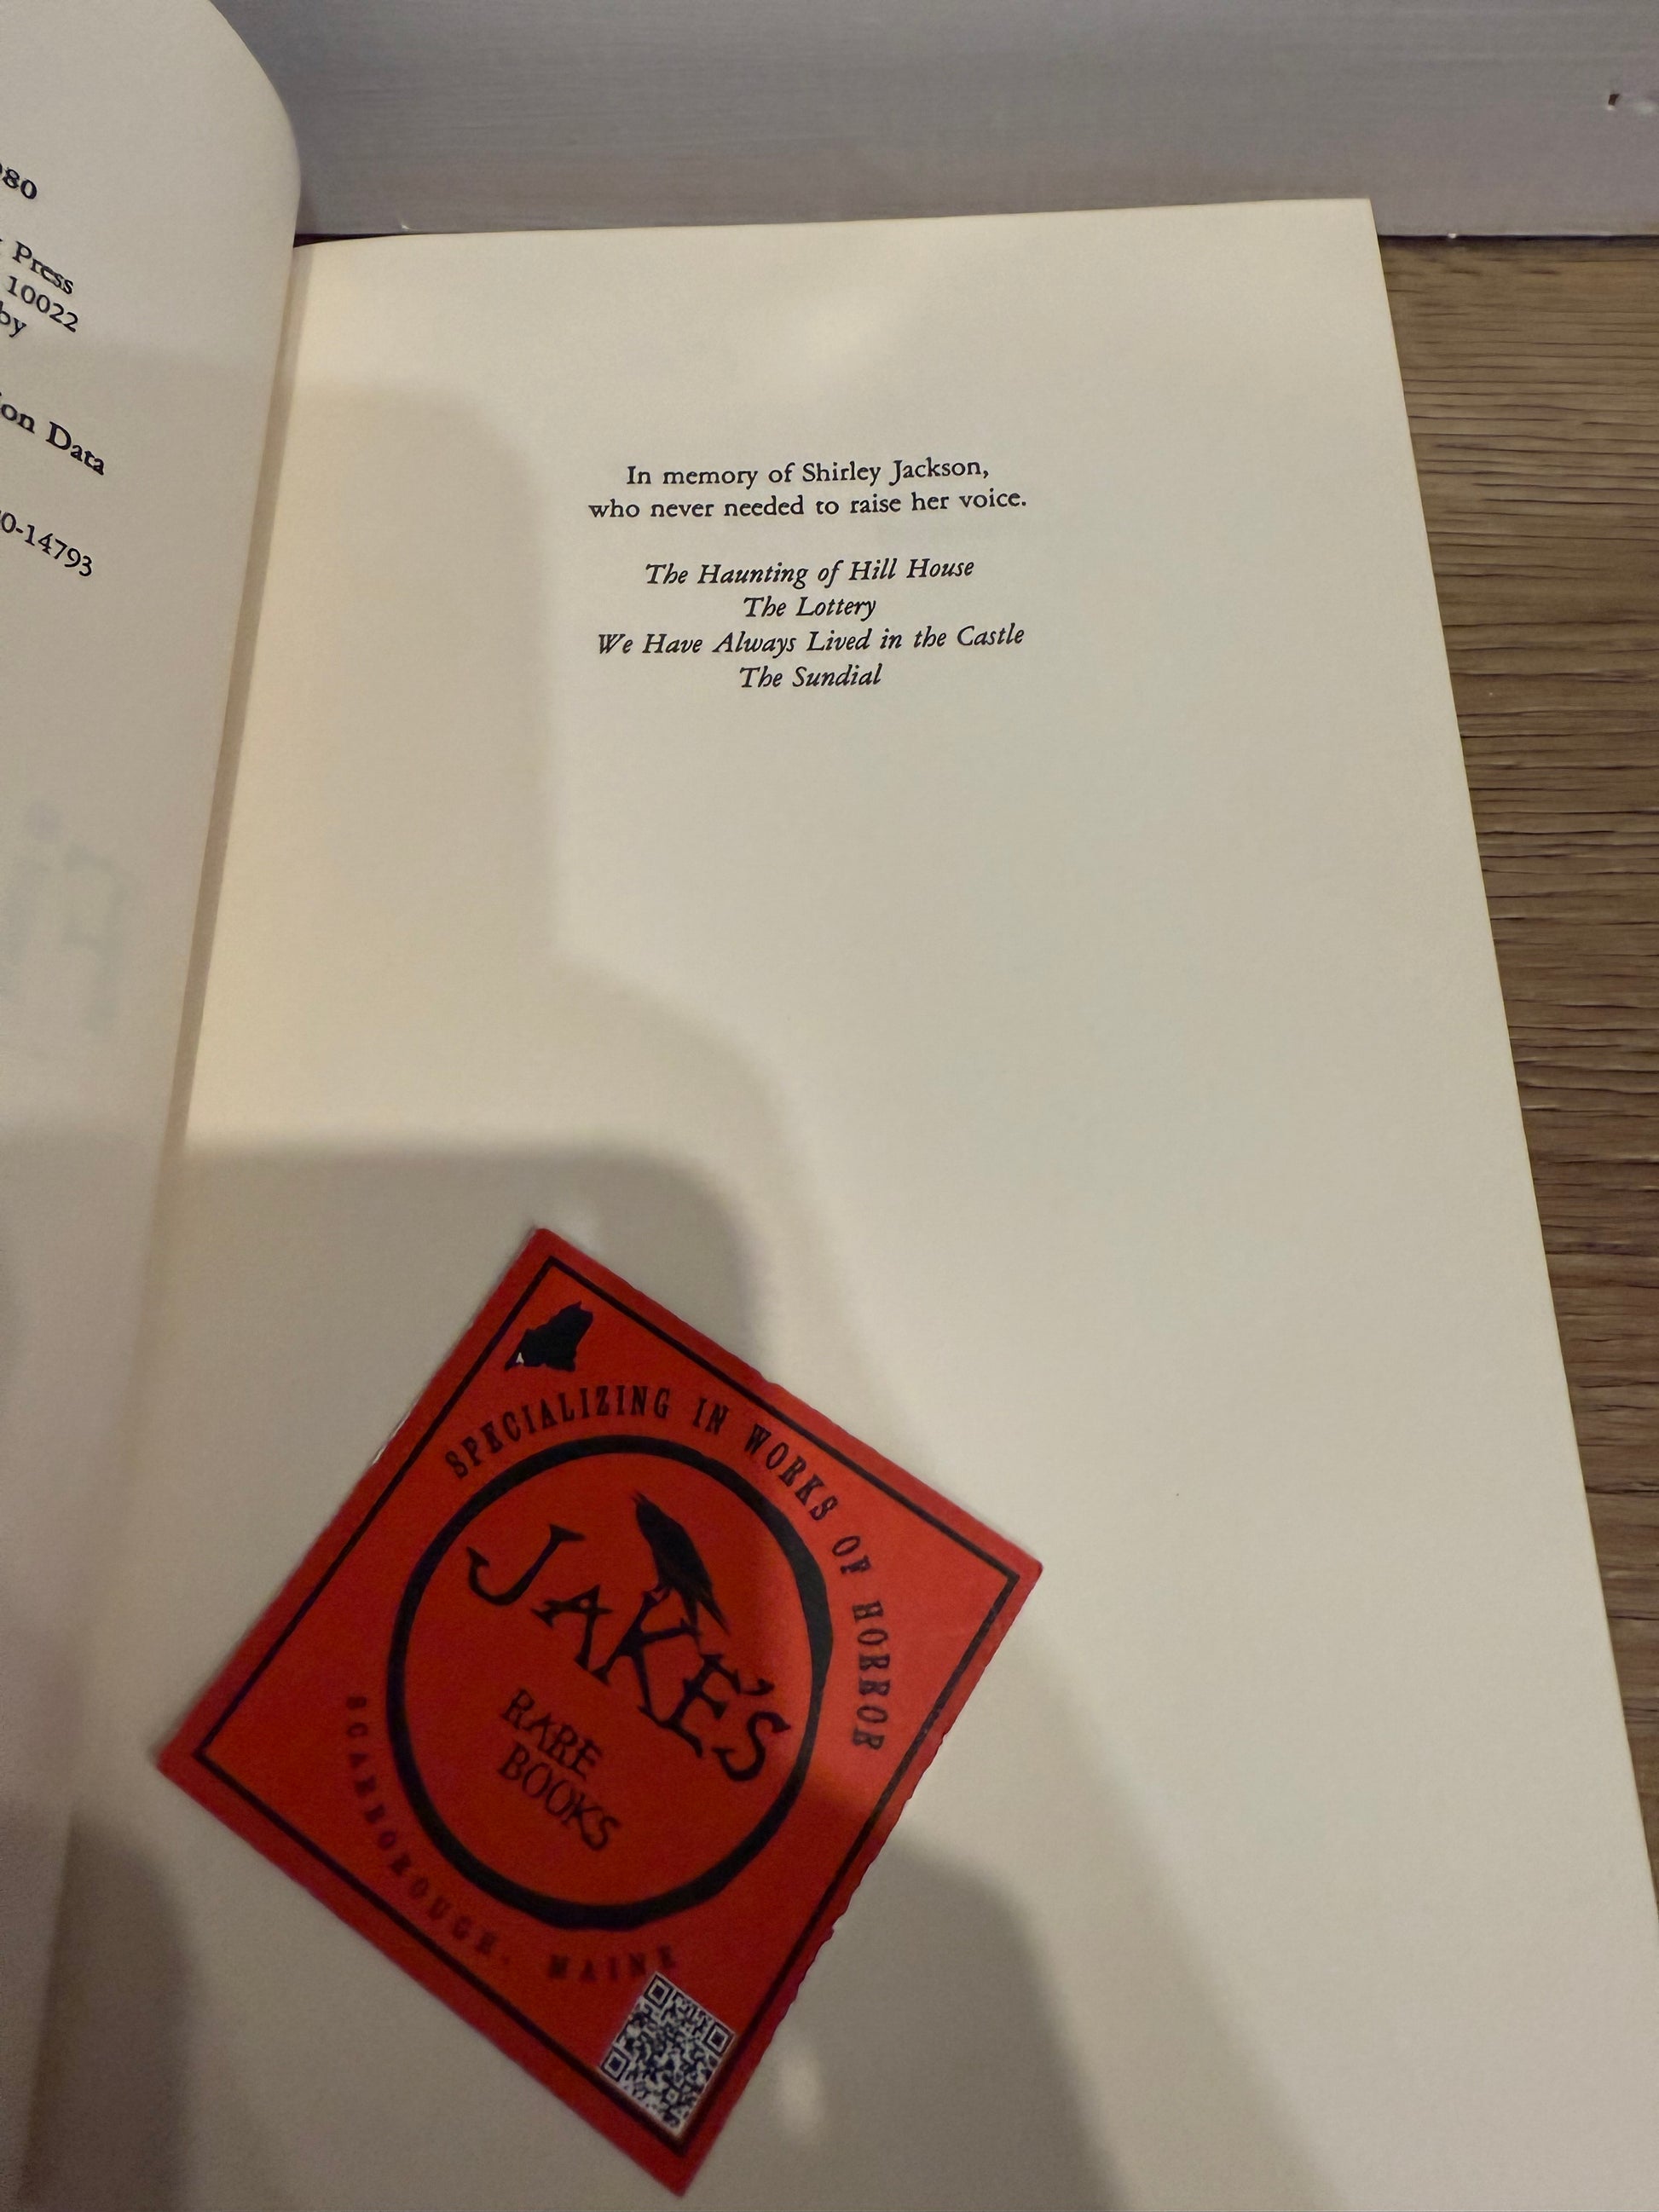 80
Press
10022
by
on Data
0-14793
In memory of Shirley Jackson,
who never needed to raise her voice.
The Haunting of Hill House
The Lottery
We Have Always Lived in the Castle
The Sundial
SPECIALIZING IN WORKS OF HORROR
JAKE'S
RARE
BOOKS
SCARBOROUGH, MAINE